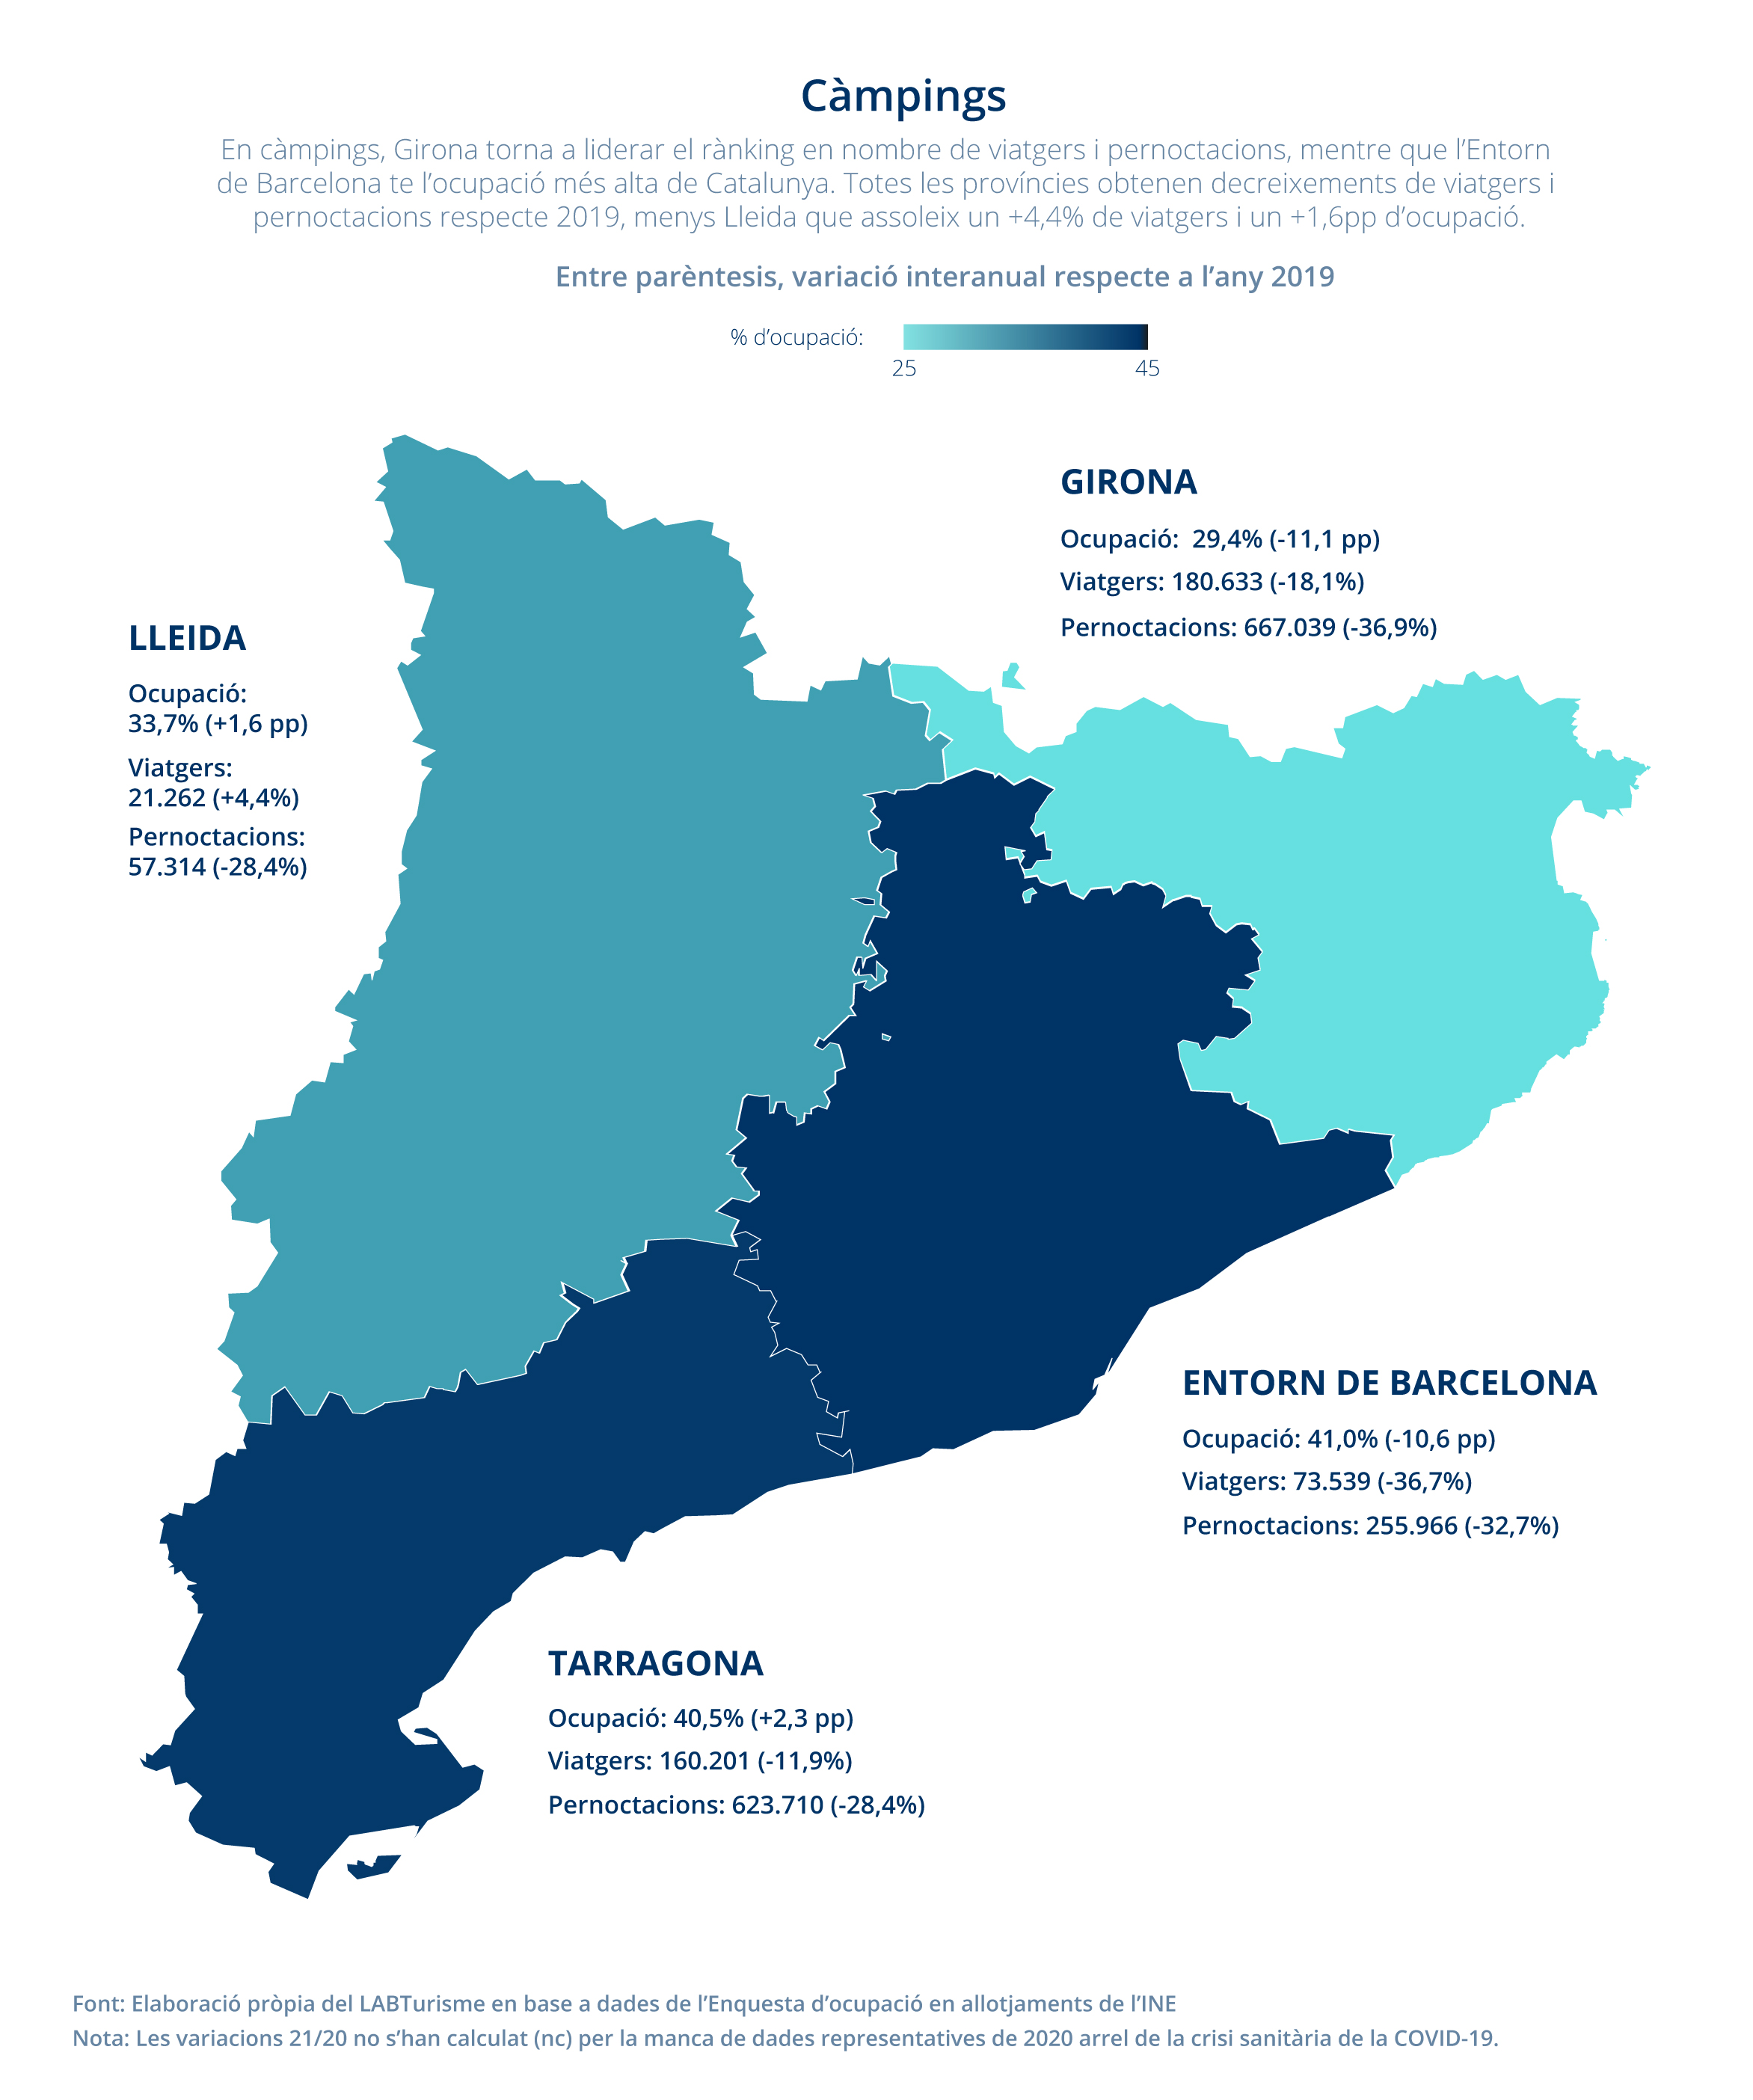 Càmpings
En càmpings, Girona torna a liderar el rànking en nombre de viatgers i pernoctacions, mentre que l’Entorn
de Barcelona te l’ocupació més alta de Catalunya. Totes les províncies obtenen decreixements de viatgers i
pernoctacions respecte 2019, menys Lleida que assoleix un +4,4% de viatgers i un +1,6pp d’ocupació.
Entre parèntesis, variació interanual respecte a l’any 2019
% d’ocupació:
25 45
GIRONA
Ocupació: 29,4% (-11,1 pp)
Viatgers: 180.633 (-18,1%)
Pernoctacions: 667.039 (-36,9%)
LLEIDA
Ocupació:
33,7% (+1,6 pp)
Viatgers:
21.262 (+4,4%)
Pernoctacions:
57.314 (-28,4%)
ENTORN DE BARCELONA
Ocupació: 41,0% (-10,6 pp)
Viatgers: 73.539 (-36,7%)
Pernoctacions: 255.966 (-32,7%)
TARRAGONA
Ocupació: 40,5% (+2,3 pp)
Viatgers: 160.201 (-11,9%)
Pernoctacions: 623.710 (-28,4%)
Font: Elaboració pròpia del LABTurisme en base a dades de l’Enquesta d’ocupació en allotjaments de l’INE
Nota: Les variacions 21/20 no s’han calculat (nc) per la manca de dades representatives de 2020 arrel de la crisi sanitària de la COVID-19.